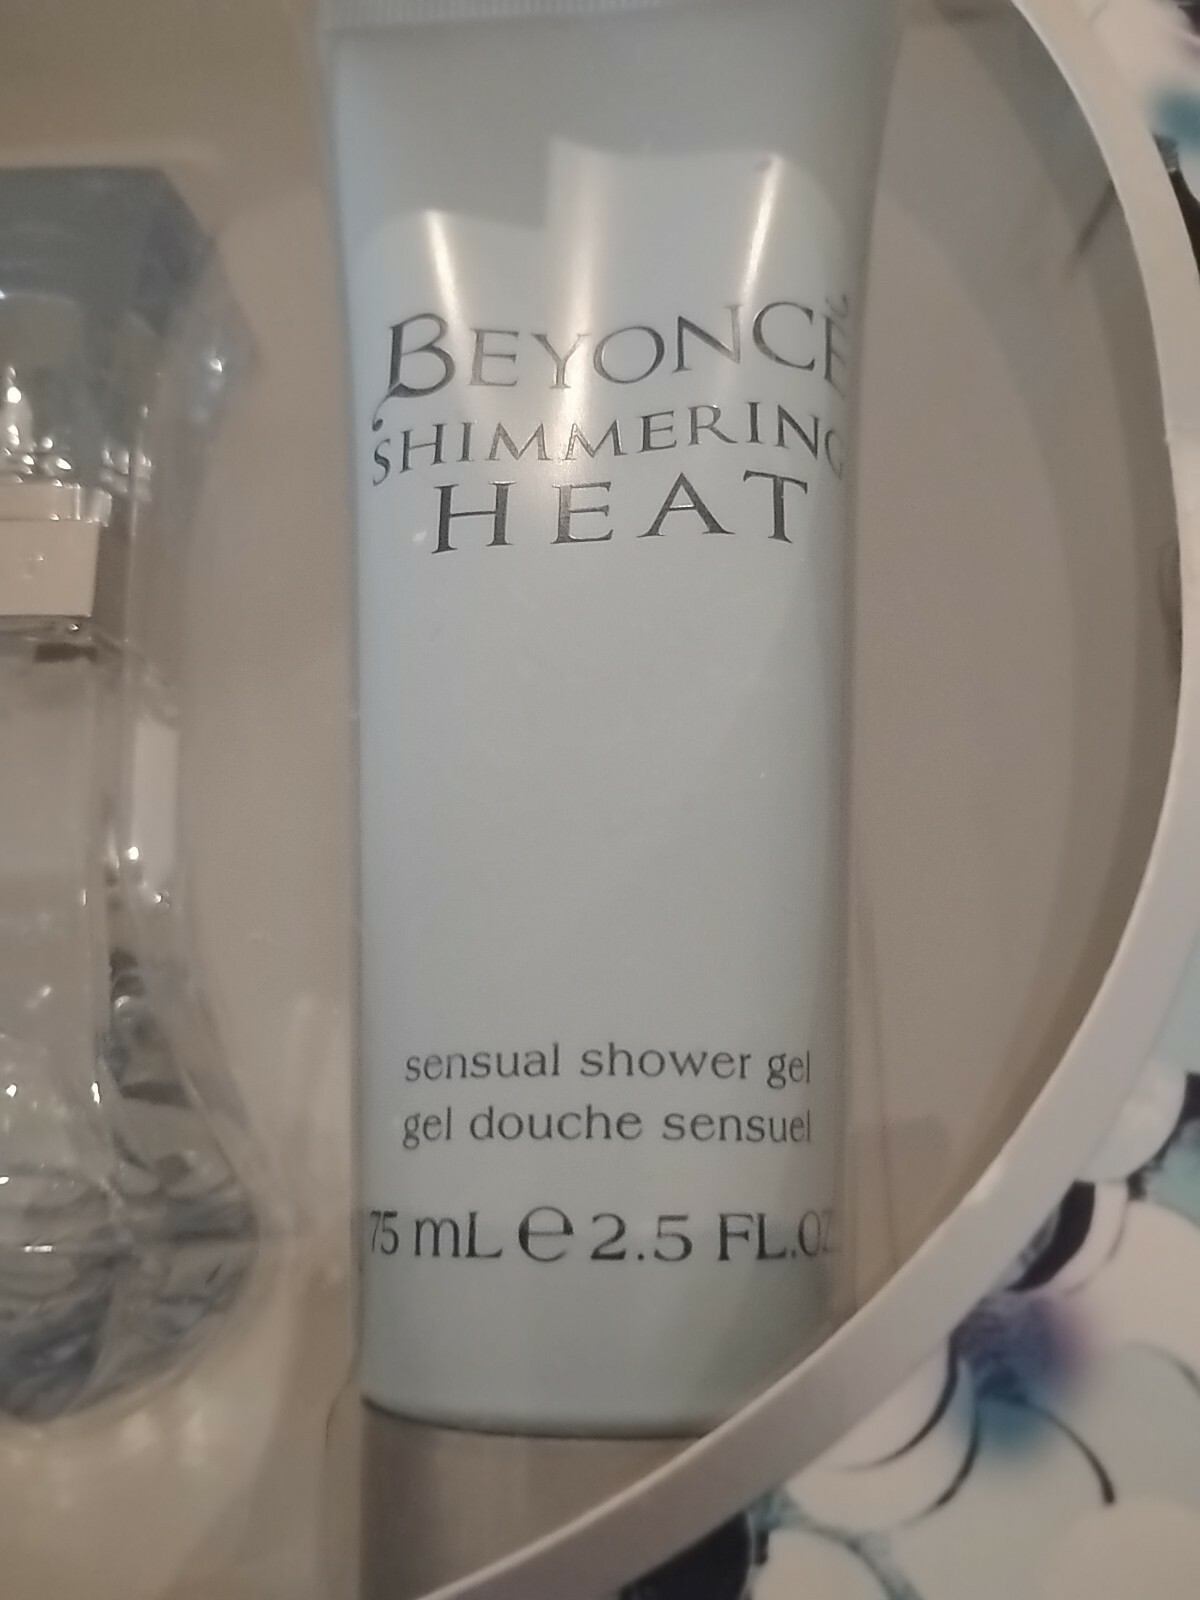 BEYONCÉ
SHIMMERING
HEAT
sensual shower gel
gel douche sensuel
75 mL ℮ 2.5 FL.OZ